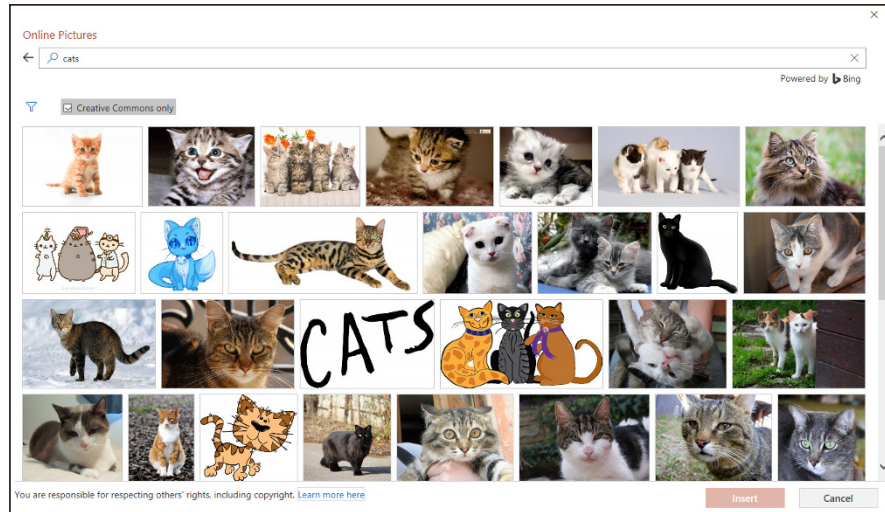 Online Pictures
cats
Powered by Bing
Creative Commons only
CATS
You are responsible for respecting others' rights, including copyright. Learn more here
Insert
Cancel